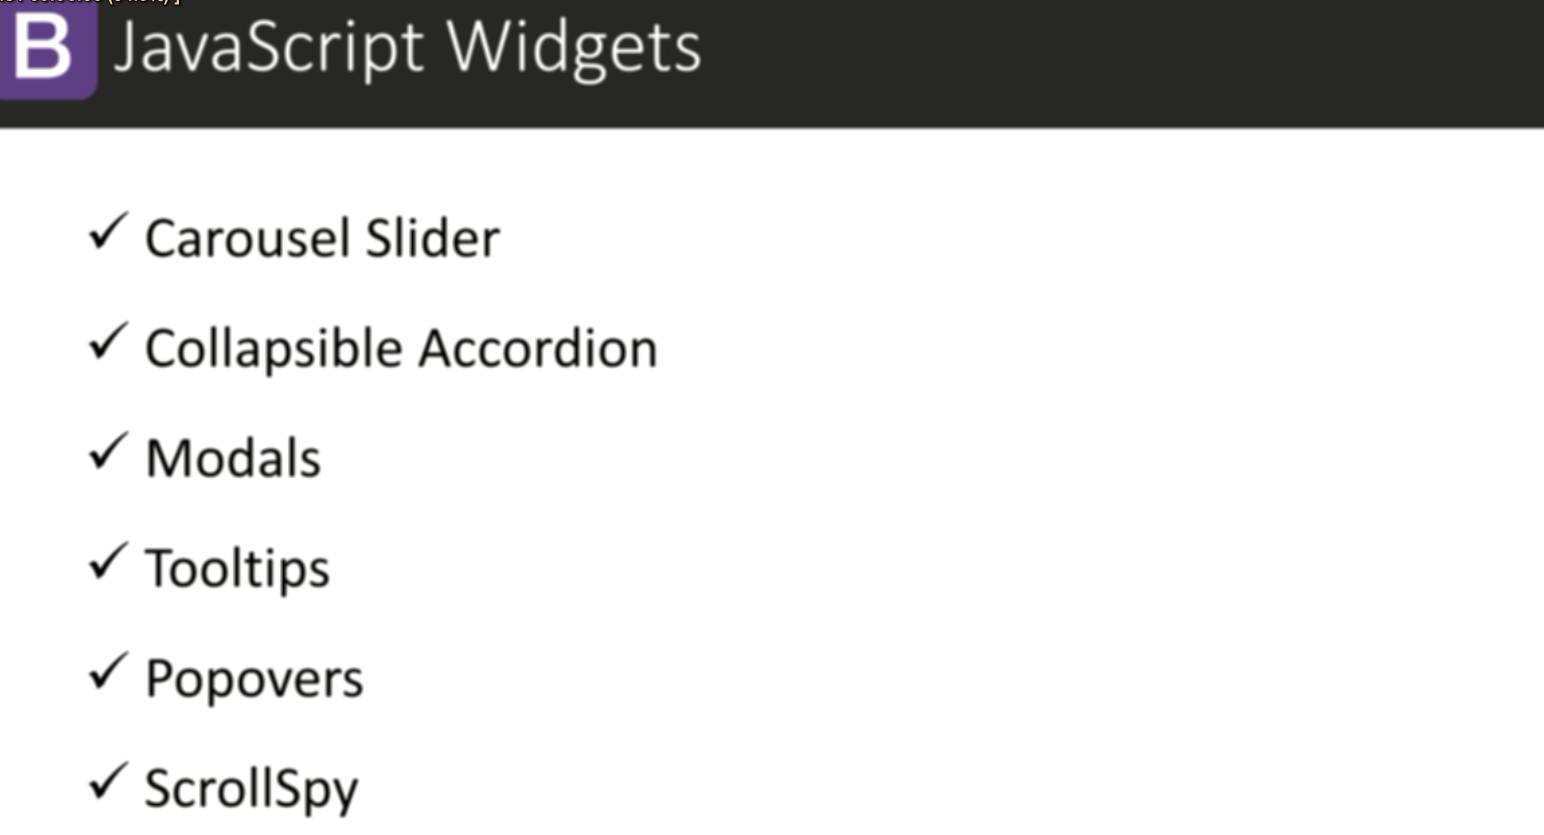 B JavaScript Widgets
✓ Carousel Slider
✓ Collapsible Accordion
✓ Modals
✓ Tooltips
✓ Popovers
✓ ScrollSpy